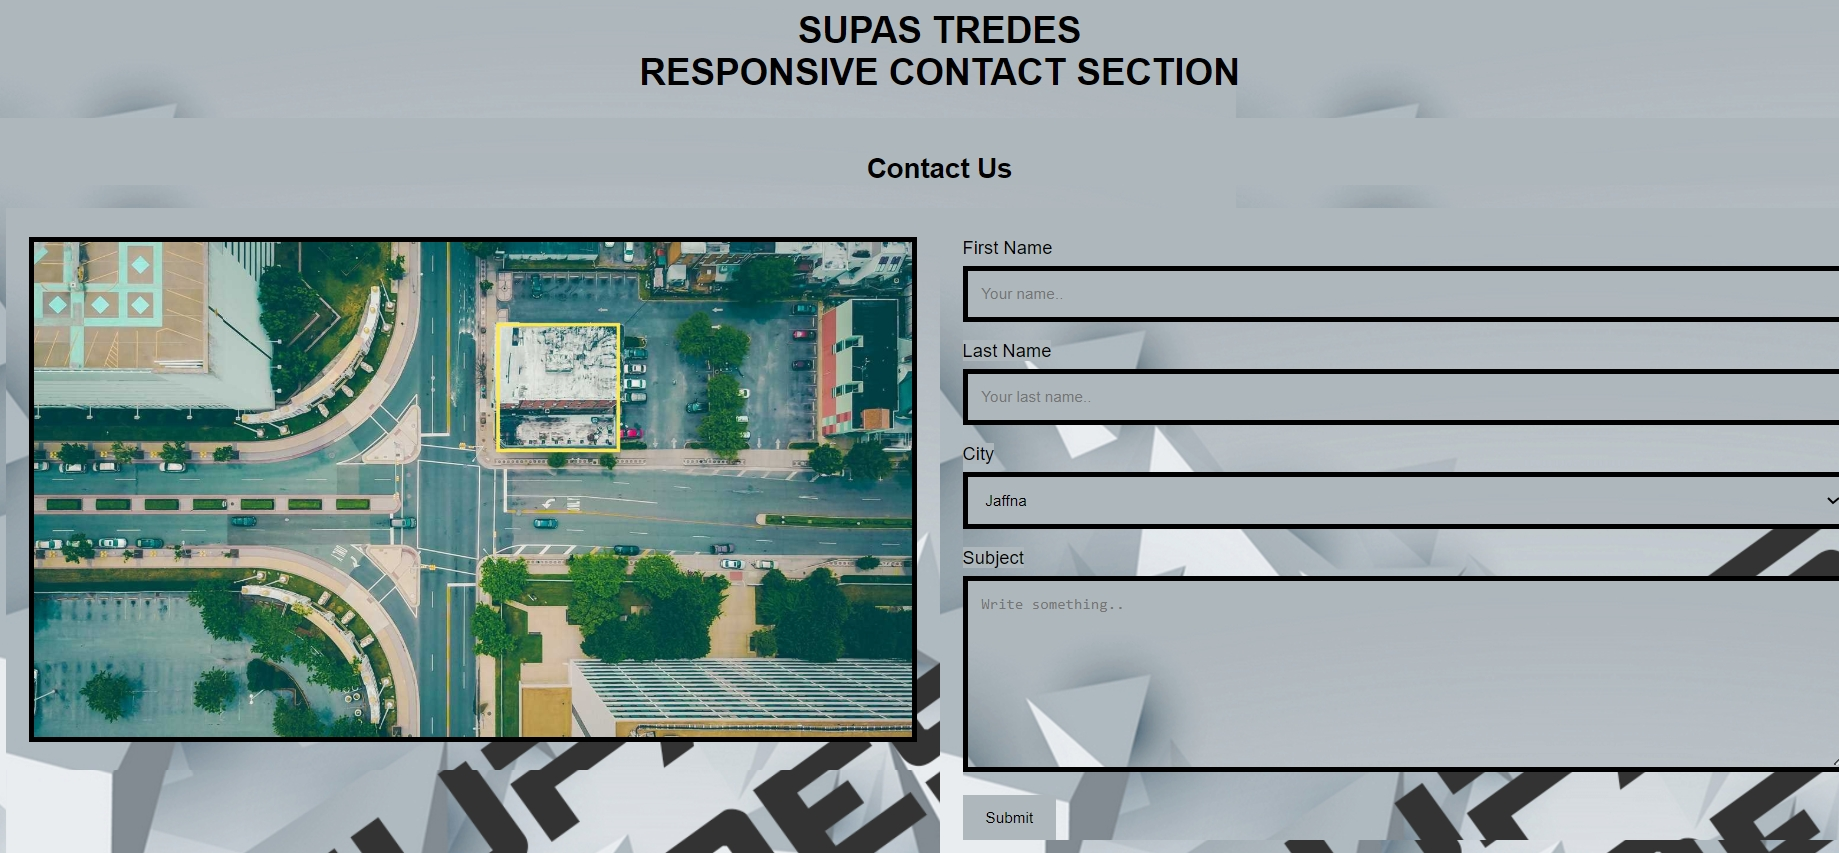 SUPAS TREDES
RESPONSIVE CONTACT SECTION
Contact Us
First Name
Your name..
Last Name
Your last name..
City
Jaffna
Subject
Write something..
Submit